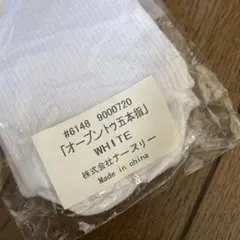 #6148 9000720
「オープントゥ五本指」
WHITE
株式会社ナースリー
Made in china